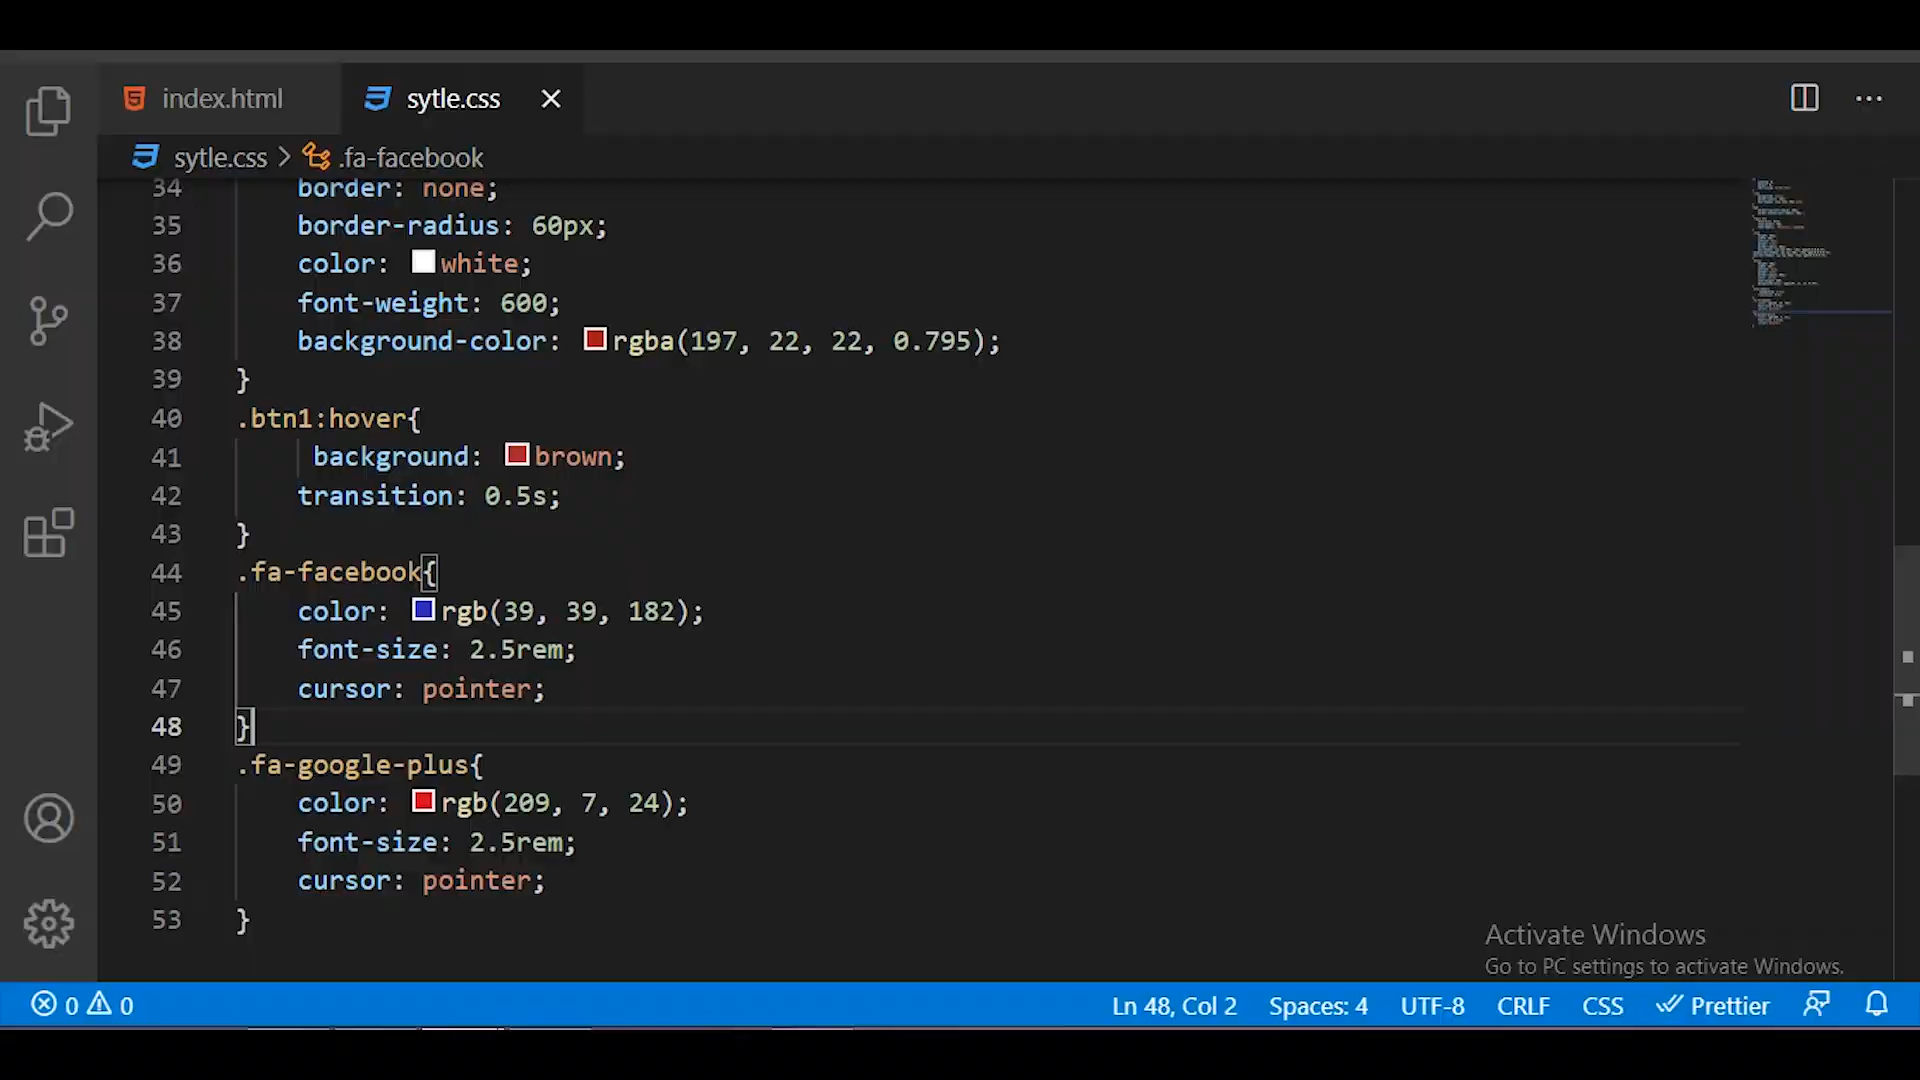 index.html
sytle.css
sytle.css > .fa-facebook
34 border: none;
35 border-radius: 60px;
36 color: white;
37 font-weight: 600;
38 background-color: rgba(197, 22, 22, 0.795);
39 }
40 .btn1:hover{
41 background: brown;
42 transition: 0.5s;
43 }
44 .fa-facebook{
45 color: rgb(39, 39, 182);
46 font-size: 2.5rem;
47 cursor: pointer;
48 }
49 .fa-google-plus{
50 color: rgb(209, 7, 24);
51 font-size: 2.5rem;
52 cursor: pointer;
53 }
Activate Windows
Go to PC settings to activate Windows.
0 0 Ln 48, Col 2 Spaces: 4 UTF-8 CRLF CSS Prettier